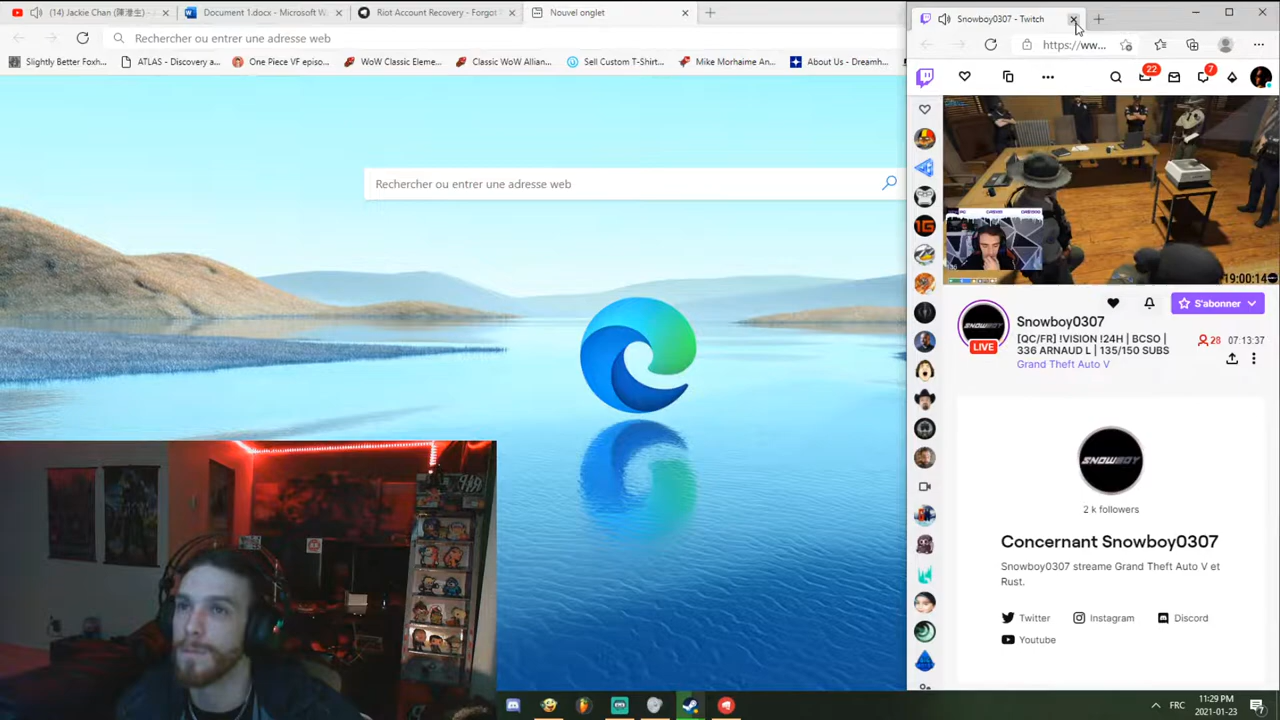 (14) Jackie Chan (陳港生) - A
Document 1.docx - Microsoft W
Riot Account Recovery - Forgot P
Nouvel onglet
Snowboy0307 - Twitch
Rechercher ou entrer une adresse web
https://ww...
Slightly Better Foxh...
ATLAS - Discovery a...
One Piece VF episo...
WoW Classic Eleme...
Classic WoW Allian...
Sell Custom T-Shirt...
Mike Morhaime An...
About Us - Dreamh...
22
7
Rechercher ou entrer une adresse web
19:00:14
Snowboy0307
S'abonner
[QC/FR] !VISION !24H | BCSO |
336 ARNAUD L | 135/150 SUBS
28
07:13:37
Grand Theft Auto V
LIVE
SNOWBOY
2 k followers
Concernant Snowboy0307
Snowboy0307 streame Grand Theft Auto V et
Rust.
Twitter
Instagram
Discord
Youtube
FRC
11:29 PM
2021-01-23
7